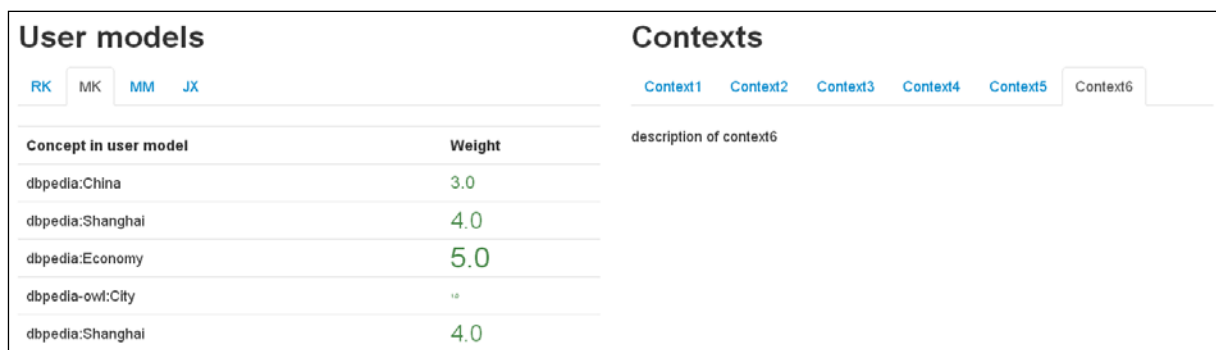 User models
RK MK MM JX
Concept in user model Weight
dbpedia:China 3.0
dbpedia:Shanghai 4.0
dbpedia:Economy 5.0
dbpedia-owl:City 1.0
dbpedia:Shanghai 4.0
Contexts
Context1 Context2 Context3 Context4 Context5 Context6
description of context6